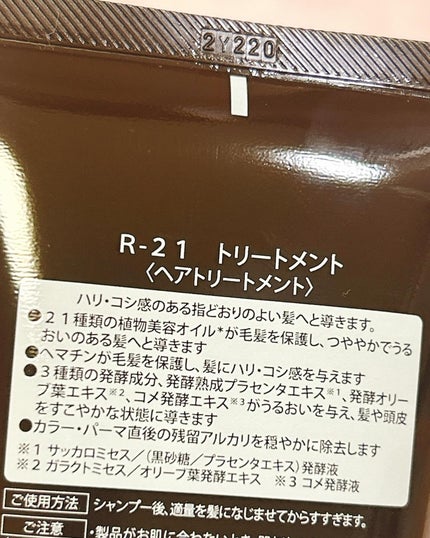 2Y220
R-21 トリートメント
〈ヘアトリートメント〉
ハリ・コシ感のある指どおりのよい髪へと導きます。
●21種類の植物美容オイル*が毛髪を保護し、つややかでうる
おいのある髪へと導きます
●ヘマチンが毛髪を保護し、髪にハリ・コシ感を与えます
●3種類の発酵成分、発酵熟成プラセンタエキス※1、発酵オリー
ブ葉エキス※2、コメ発酵エキス※3がうるおいを与え、髪や頭皮
をすこやかな状態に導きます
●カラー・パーマ直後の残留アルカリを穏やかに除去します
※1 サッカロミセス／（黒砂糖／プラセンタエキス）発酵液
※2 ガラクトミセス／オリーブ葉発酵エキス ※3 コメ発酵液
ご使用方法 シャンプー後、適量を髪になじませてからすすぎます。
ご注意 ・製品がお肌に合わないとき